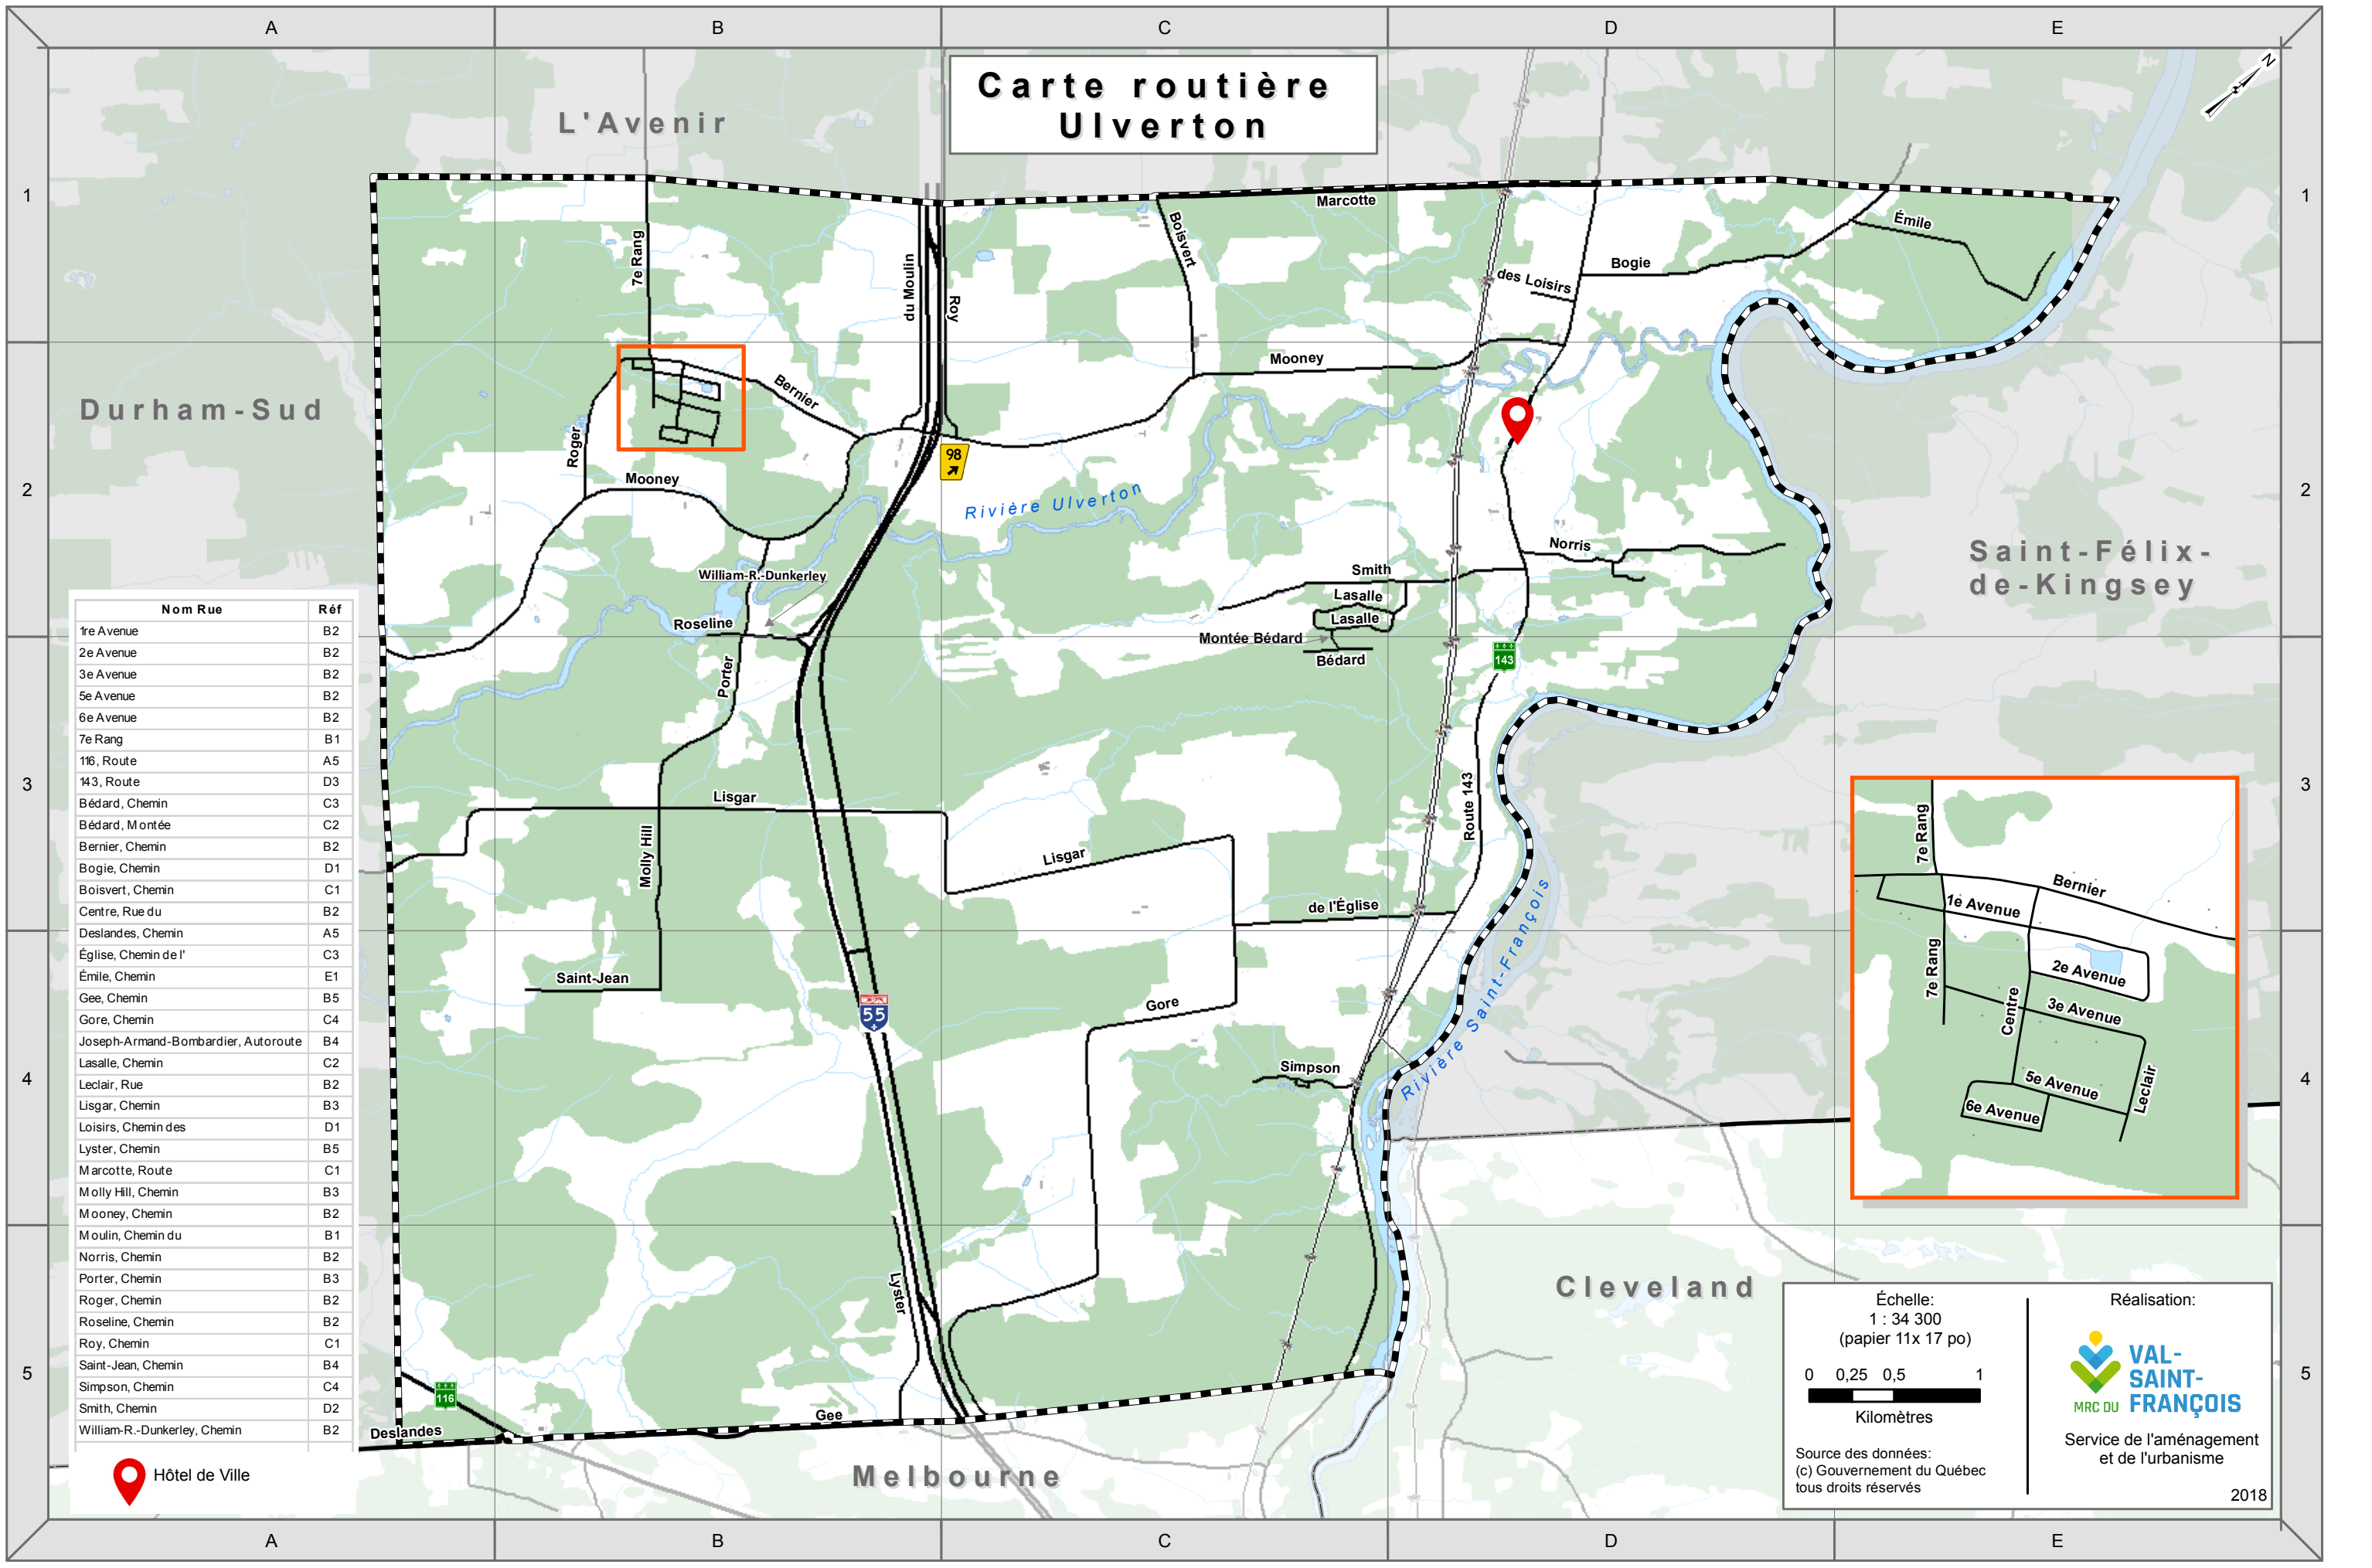 A
B
C
D
E
N
Carte routière
Ulverton
L'Avenir
1
1
Marcotte
Émile
Boisvert
7e Rang
du Moulin
Roy
des Loisirs
Bogie
Mooney
Bernier
Durham-Sud
Roger
98
2
2
Mooney
Rivière Ulverton
Norris
Saint-Félix-
de-Kingsey
William-R.-Dunkerley
Smith
Lasalle
Lasalle
Roseline
Montée Bédard
Bédard
143
Porter
3
3
Lisgar
Route 143
Molly Hill
Lisgar
de l'Église
Saint-Jean
Gore
55
Rivière Saint-François
Simpson
4
4
Lyster
Cleveland
5
5
116
Gee
Deslandes
Melbourne
Nom Rue Réf
1re Avenue B2
2e Avenue B2
3e Avenue B2
5e Avenue B2
6e Avenue B2
7e Rang B1
116, Route A5
143, Route D3
Bédard, Chemin C3
Bédard, Montée C2
Bernier, Chemin B2
Bogie, Chemin D1
Boisvert, Chemin C1
Centre, Rue du B2
Deslandes, Chemin A5
Église, Chemin de l' C3
Émile, Chemin E1
Gee, Chemin B5
Gore, Chemin C4
Joseph-Armand-Bombardier, Autoroute B4
Lasalle, Chemin C2
Leclair, Rue B2
Lisgar, Chemin B3
Loisirs, Chemin des D1
Lyster, Chemin B5
Marcotte, Route C1
Molly Hill, Chemin B3
Mooney, Chemin B2
Moulin, Chemin du B1
Norris, Chemin B2
Porter, Chemin B3
Roger, Chemin B2
Roseline, Chemin B2
Roy, Chemin C1
Saint-Jean, Chemin B4
Simpson, Chemin C4
Smith, Chemin D2
William-R.-Dunkerley, Chemin B2
Hôtel de Ville
7e Rang
Bernier
1è Avenue
7e Rang
2e Avenue
Centre
3e Avenue
5e Avenue
Leclair
6e Avenue
Échelle:
1 : 34 300
(papier 11x 17 po)
0 0,25 0,5 1
Kilomètres
Source des données:
(c) Gouvernement du Québec
tous droits réservés
Réalisation:
VAL-
SAINT-
MRC DU FRANÇOIS
Service de l'aménagement
et de l'urbanisme
2018
A
B
C
D
E